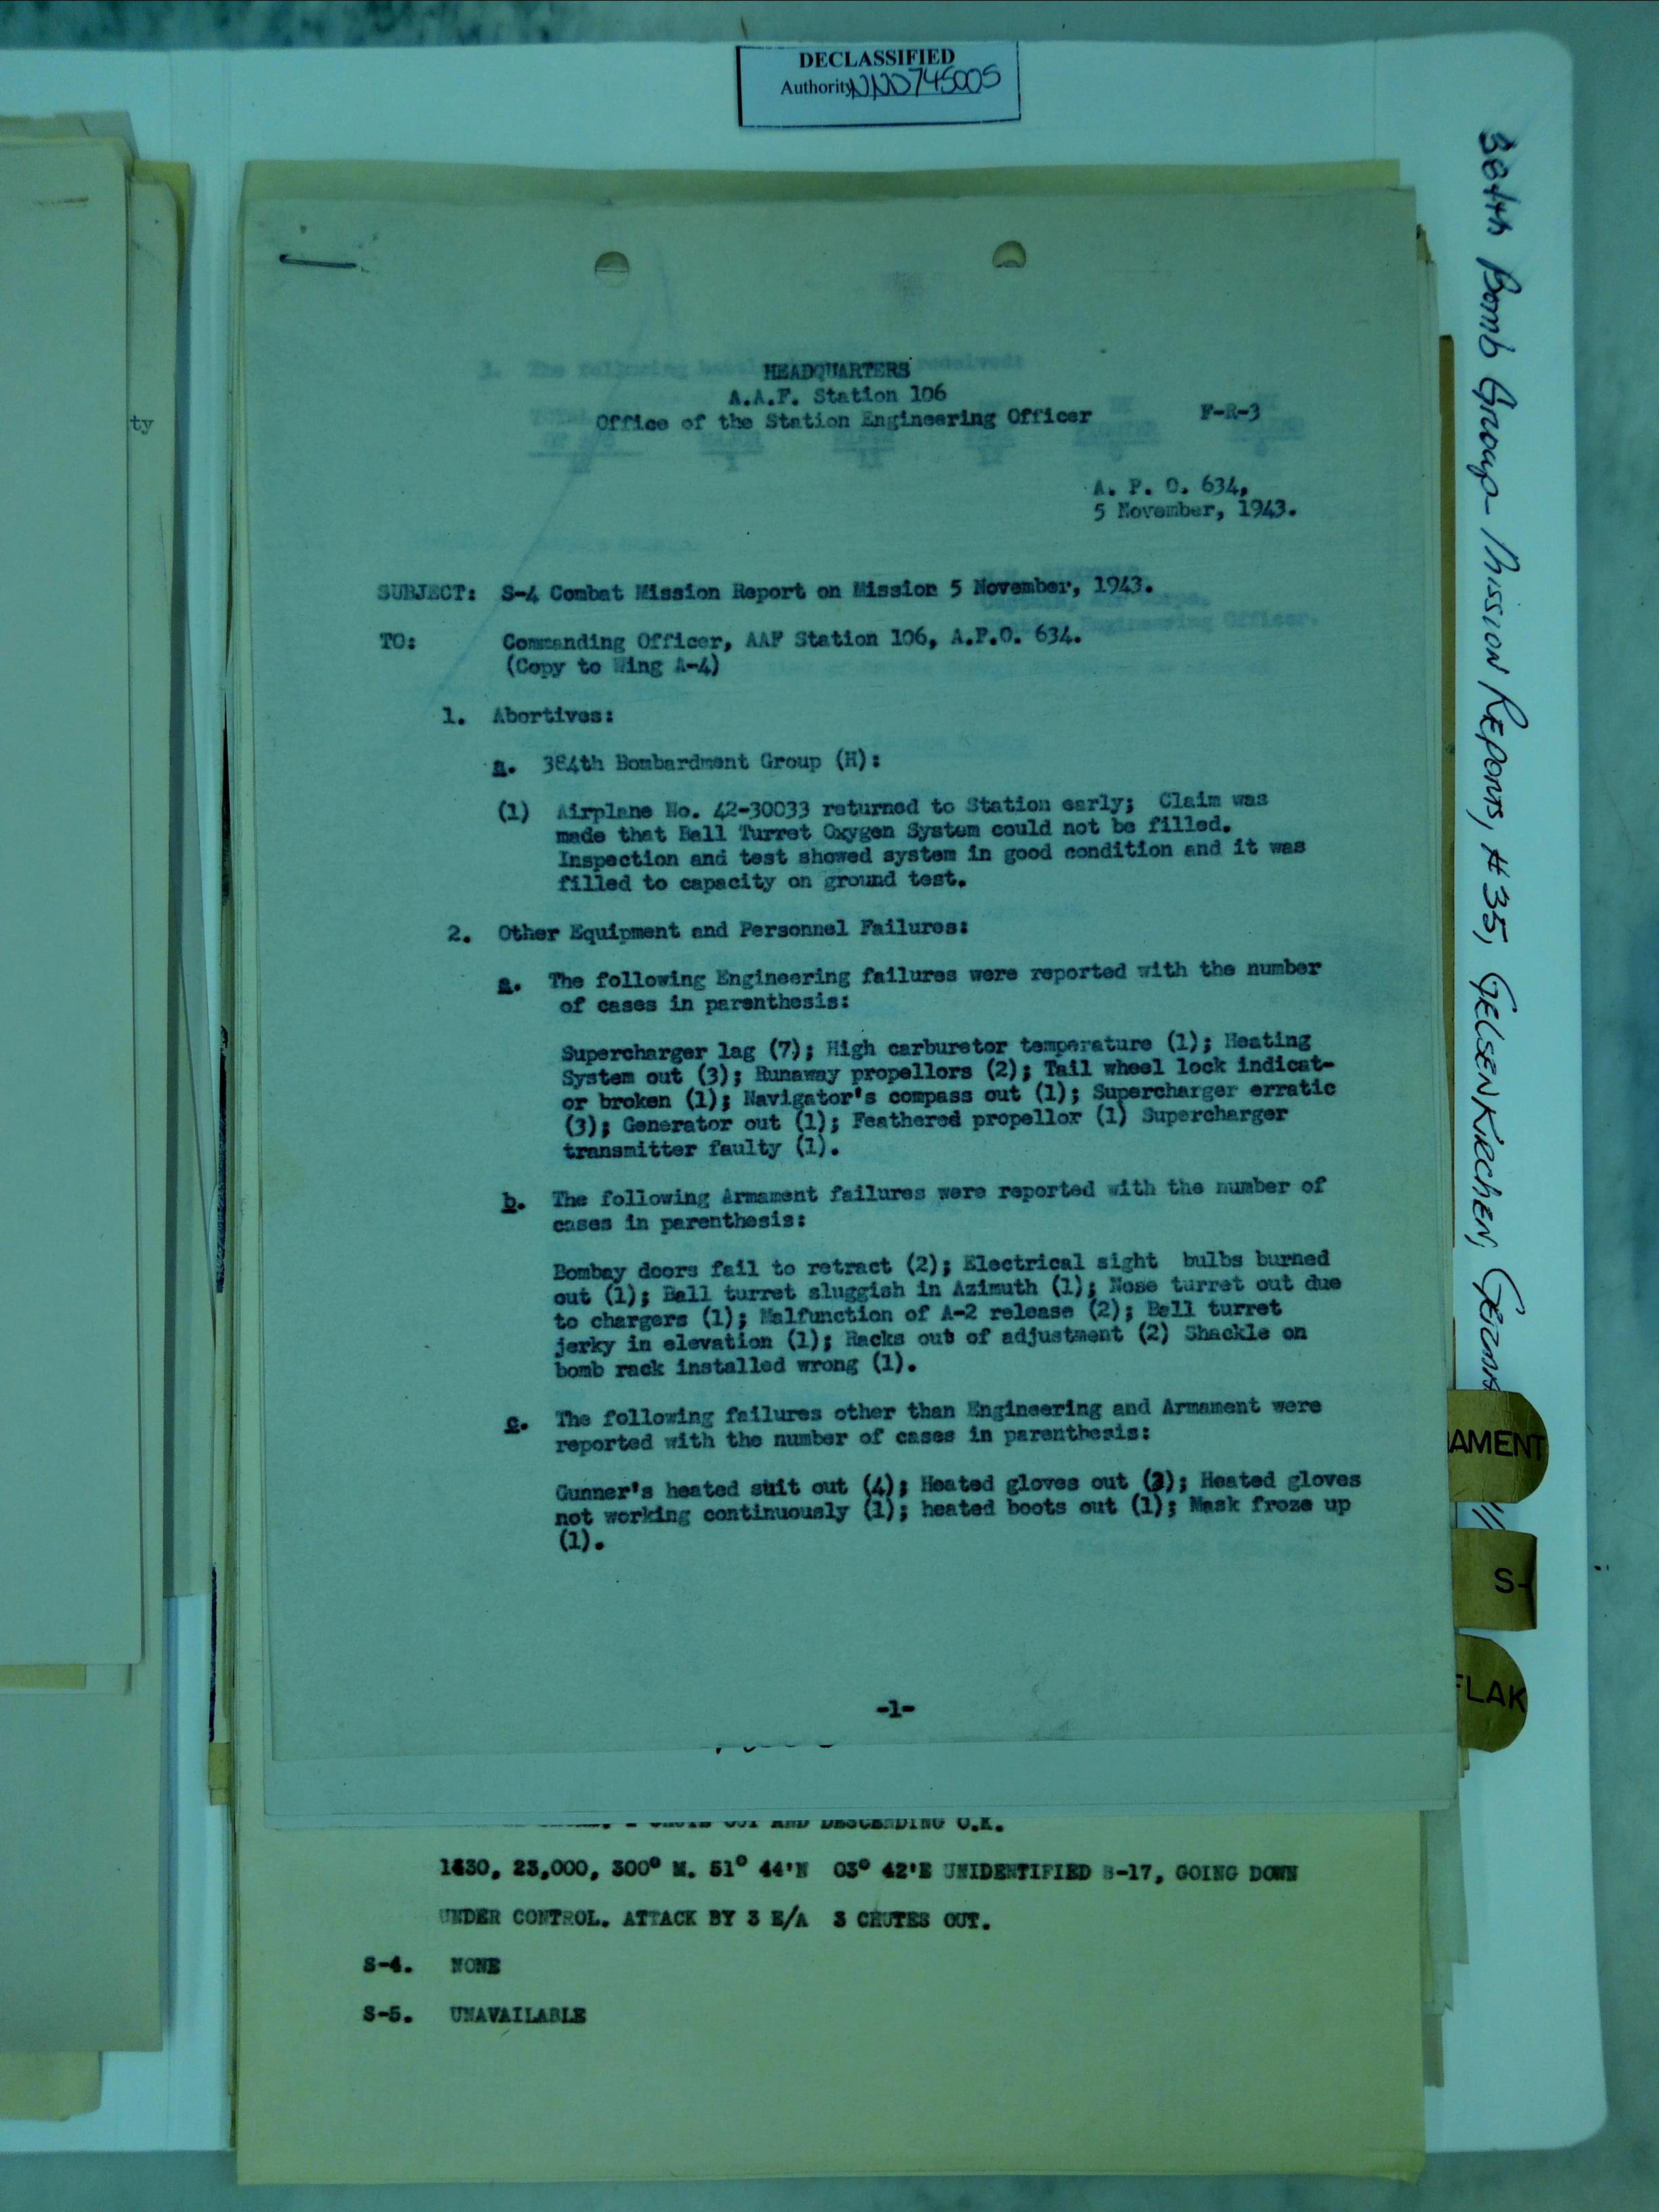 DECLASSIFIED
Authority NND745005
384th Bomb Group - Mission Reports, #35, Gelsenkirchen,
ty
HEADQUARTERS
A.A.F. Station 106
Office of the Station Engineering Officer F-R-3
A. P. O. 634,
5 November, 1943.
SUBJECT: S-4 Combat Mission Report on Mission 5 November, 1943.
TO: Commanding Officer, AAF Station 106, A.P.O. 634.
(Copy to Wing A-4)
1. Abortives:
a. 384th Bombardment Group (H):
(1) Airplane No. 42-30033 returned to Station early; Claim was
made that Ball Turret Oxygen System could not be filled.
Inspection and test showed system in good condition and it was
filled to capacity on ground test.
2. Other Equipment and Personnel Failures:
a. The following Engineering failures were reported with the number
of cases in parenthesis:
Supercharger lag (7); High carburetor temperature (1); Heating
System out (3); Runaway propellors (2); Tail wheel lock indicat-
or broken (1); Navigator's compass out (1); Supercharger erratic
(3); Generator out (1); Feathered propellor (1) Supercharger
transmitter faulty (1).
b. The following Armament failures were reported with the number of
cases in parenthesis:
Bombay doors fail to retract (2); Electrical sight bulbs burned
out (1); Ball turret sluggish in Azimuth (1); Nose turret out due
to chargers (1); Malfunction of A-2 release (2); Ball turret
jerky in elevation (1); Racks out of adjustment (2) Shackle on
bomb rack installed wrong (1).
c. The following failures other than Engineering and Armament were
reported with the number of cases in parenthesis:
Gunner's heated suit out (4); Heated gloves out (3); Heated gloves
not working continuously (1); heated boots out (1); Mask froze up
(1).
-1-
AMENT
S-
FLAK
OUT AND DESCENDING O.K.
1430, 23,000, 300° M. 51° 44'N 03° 42'E UNIDENTIFIED B-17, GOING DOWN
UNDER CONTROL. ATTACK BY 3 E/A 3 CHUTES OUT.
S-4. NONE
S-5. UNAVAILABLE